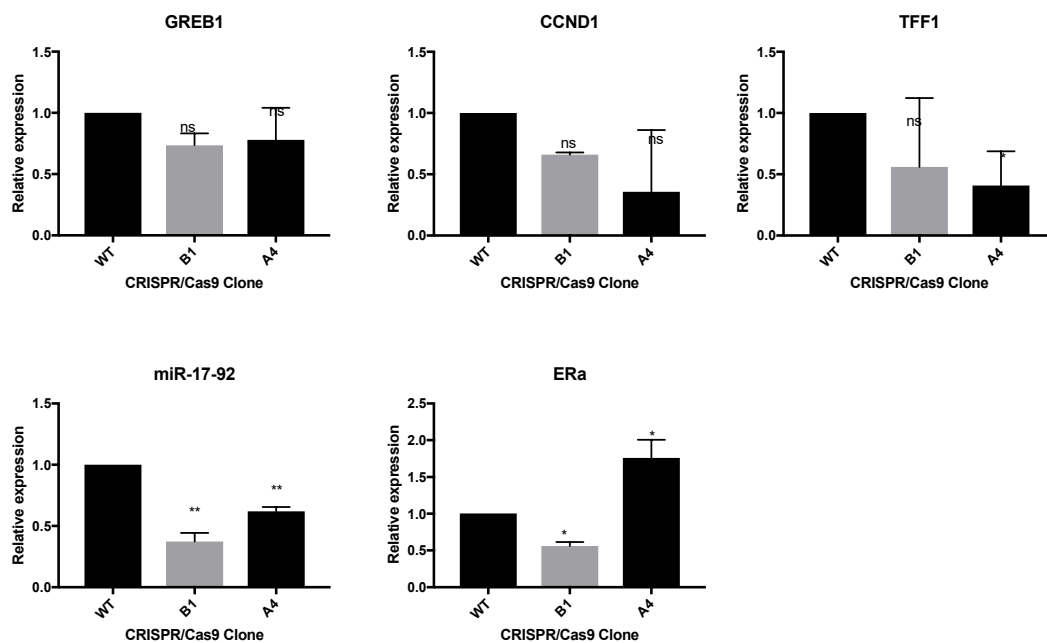 GREB1
Relative expression
1.5
1.0
0.5
0.0
ns
ns
WT
B1
A4
CRISPR/Cas9 Clone
CCND1
Relative expression
1.5
1.0
0.5
0.0
ns
ns
WT
B1
A4
CRISPR/Cas9 Clone
TFF1
Relative expression
1.5
1.0
0.5
0.0
ns
*
WT
B1
A4
CRISPR/Cas9 Clone
miR-17-92
Relative expression
1.5
1.0
0.5
0.0
**
**
WT
B1
A4
CRISPR/Cas9 Clone
ERa
Relative expression
2.5
2.0
1.5
1.0
0.5
0.0
*
*
WT
B1
A4
CRISPR/Cas9 Clone